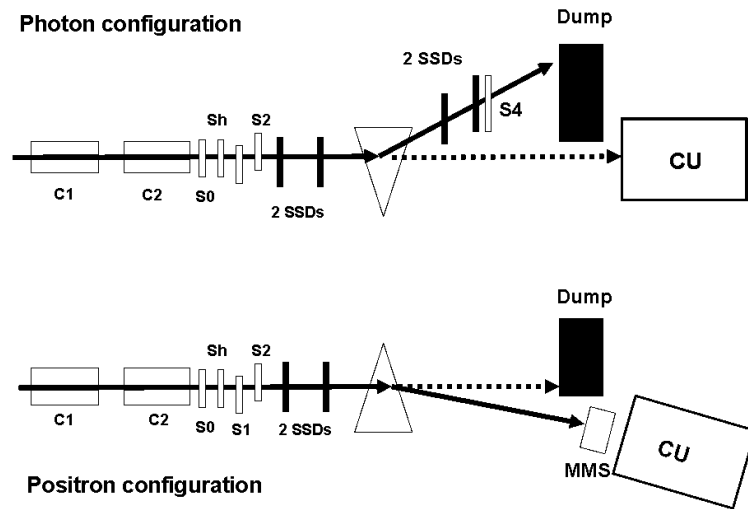 Photon configuration
Dump
2 SSDs
Sh
S2
S4
CU
C1
C2
S0
2 SSDs
Dump
Sh
S2
C1
C2
S0
S1
2 SSDs
MMS
CU
Positron configuration